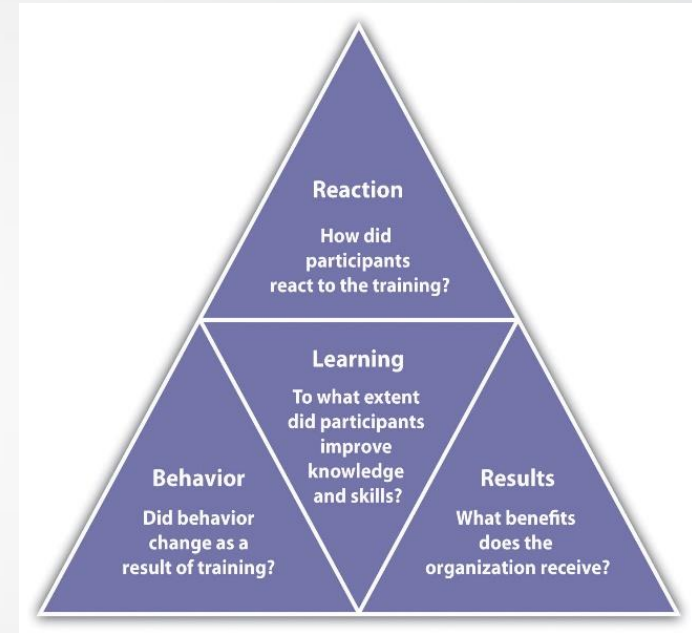 Reaction
How did
participants
react to the training?
Learning
To what extent
did participants
improve
knowledge
and skills?
Behavior
Did behavior
change as a
result of training?
Results
What benefits
does the
organization receive?